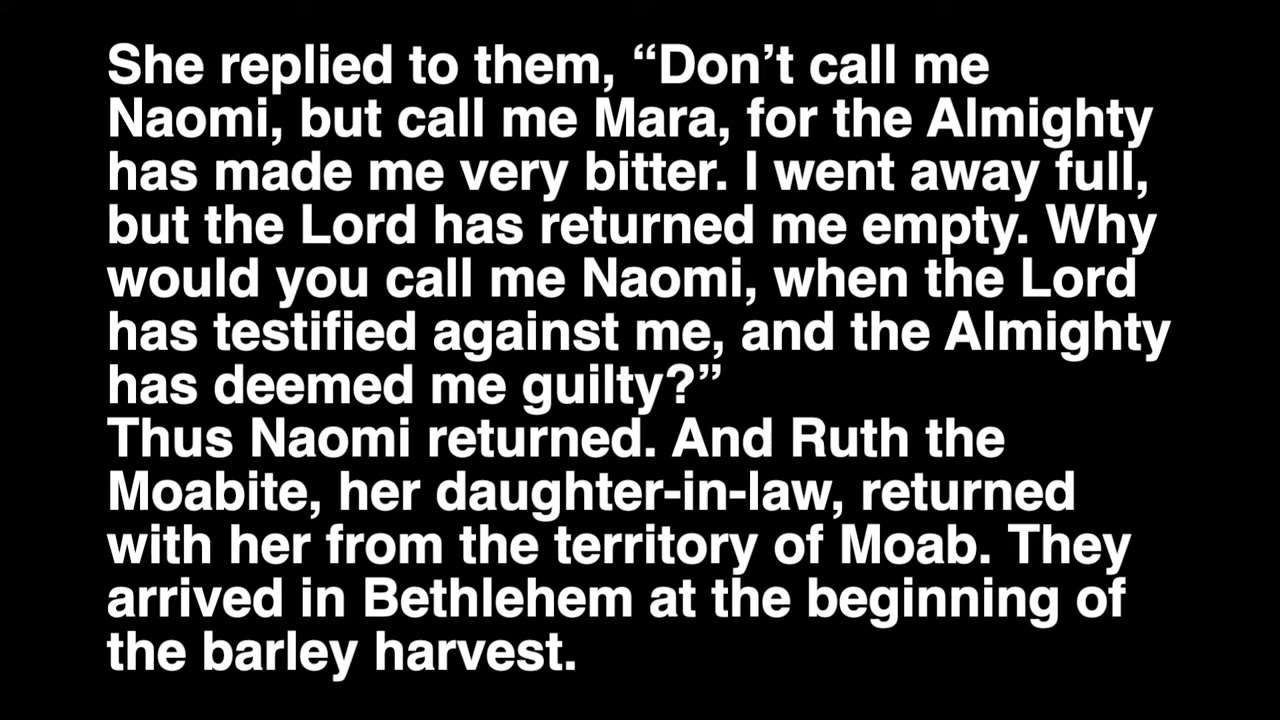 She replied to them, “Don’t call me
Naomi, but call me Mara, for the Almighty
has made me very bitter. I went away full,
but the Lord has returned me empty. Why
would you call me Naomi, when the Lord
has testified against me, and the Almighty
has deemed me guilty?”
Thus Naomi returned. And Ruth the
Moabite, her daughter-in-law, returned
with her from the territory of Moab. They
arrived in Bethlehem at the beginning of
the barley harvest.